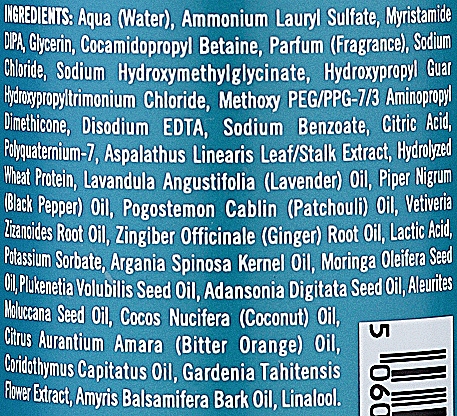 INGREDIENTS: Aqua (Water), Ammonium Lauryl Sulfate, Myristamide
DIPA, Glycerin, Cocamidopropyl Betaine, Parfum (Fragrance), Sodium
Chloride, Sodium Hydroxymethylglycinate, Hydroxypropyl Guar
Hydroxypropyltrimonium Chloride, Methoxy PEG/PPG-7/3 Aminopropyl
Dimethicone, Disodium EDTA, Sodium Benzoate, Citric Acid,
Polyquaternium-7, Aspalathus Linearis Leaf/Stalk Extract, Hydrolyzed
Wheat Protein, Lavandula Angustifolia (Lavender) Oil, Piper Nigrum
(Black Pepper) Oil, Pogostemon Cablin (Patchouli) Oil, Vetiveria
Zizanoides Root Oil, Zingiber Officinale (Ginger) Root Oil, Lactic Acid,
Potassium Sorbate, Argania Spinosa Kernel Oil, Moringa Oleifera Seed
Oil, Plukenetia Volubilis Seed Oil, Adansonia Digitata Seed Oil, Aleurites
Moluccana Seed Oil, Cocos Nucifera (Coconut) Oil,
Citrus Aurantium Amara (Bitter Orange) Oil,
Coridothymus Capitatus Oil, Gardenia Tahitensis
Flower Extract, Amyris Balsamifera Bark Oil, Linalool.
5 060